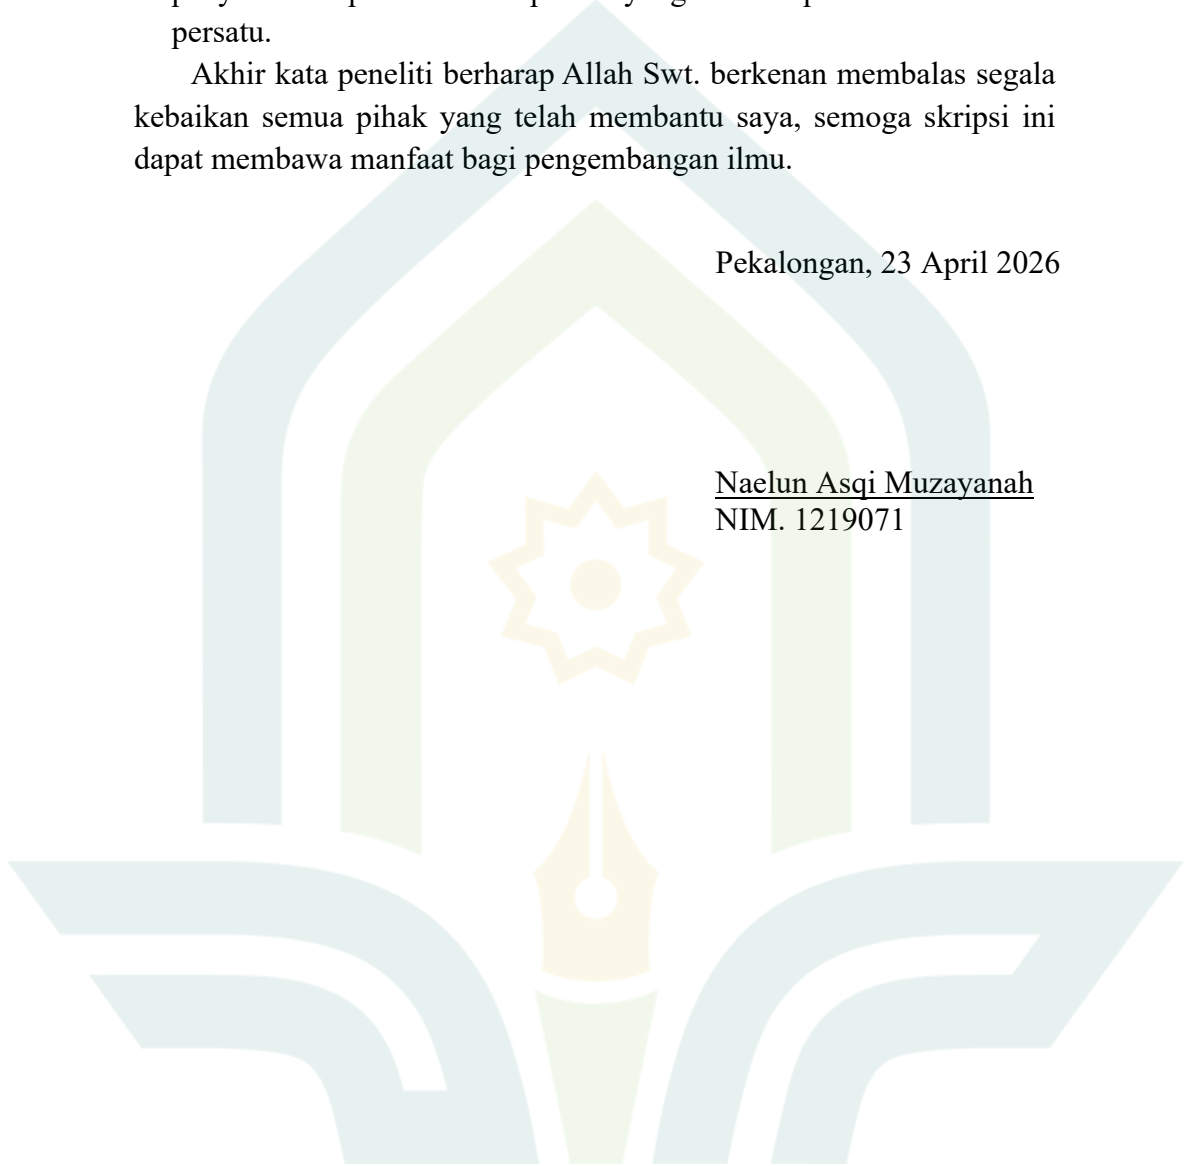 persatu.
Akhir kata peneliti berharap Allah Swt. berkenan membalas segala
kebaikan semua pihak yang telah membantu saya, semoga skripsi ini
dapat membawa manfaat bagi pengembangan ilmu.
Pekalongan, 23 April 2026
Naelun Asqi Muzayanah
NIM. 1219071